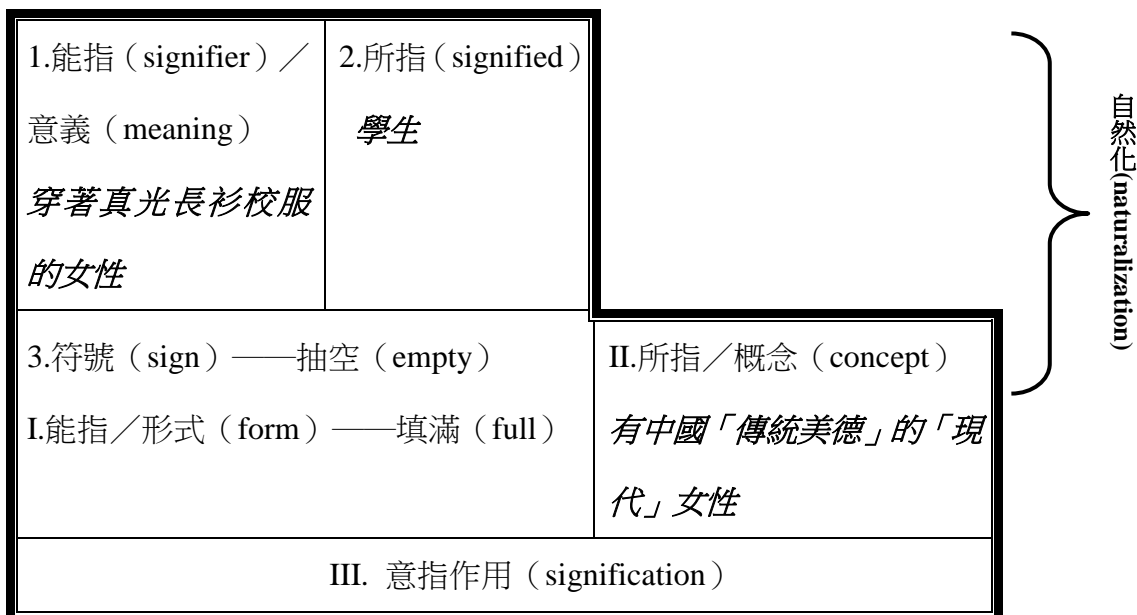 1.能指（signifier）／
意義（meaning）
穿著真光長衫校服
的女性
2.所指（signified）
學生
3.符號（sign）——抽空（empty）
I.能指／形式（form）——填滿（full）
II.所指／概念（concept）
有中國「傳統美德」的「現
代」女性
III. 意指作用（signification）
自然化(naturalization)